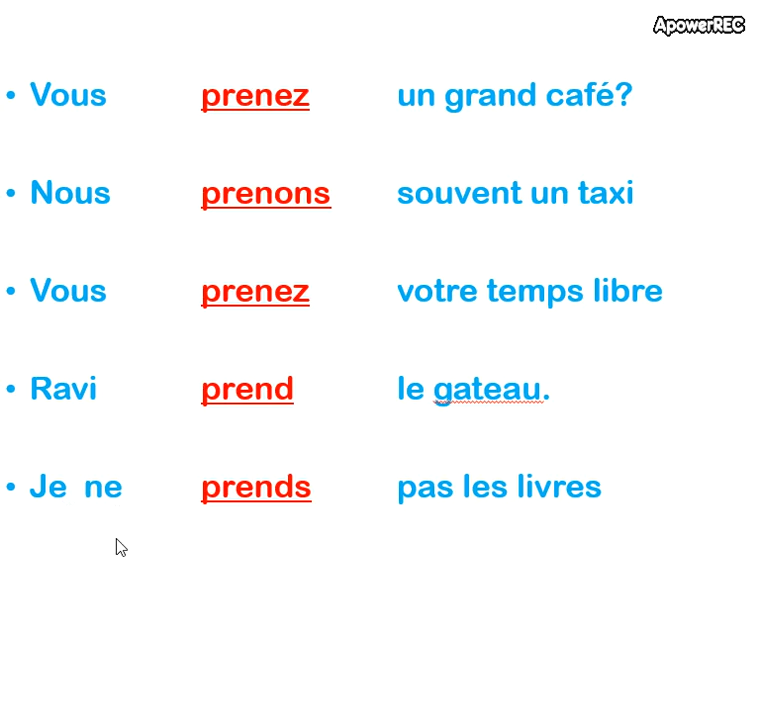 ApowerREC
• Vous prenez un grand café?
• Nous prenons souvent un taxi
• Vous prenez votre temps libre
• Ravi prend le gateau.
• Je ne prends pas les livres